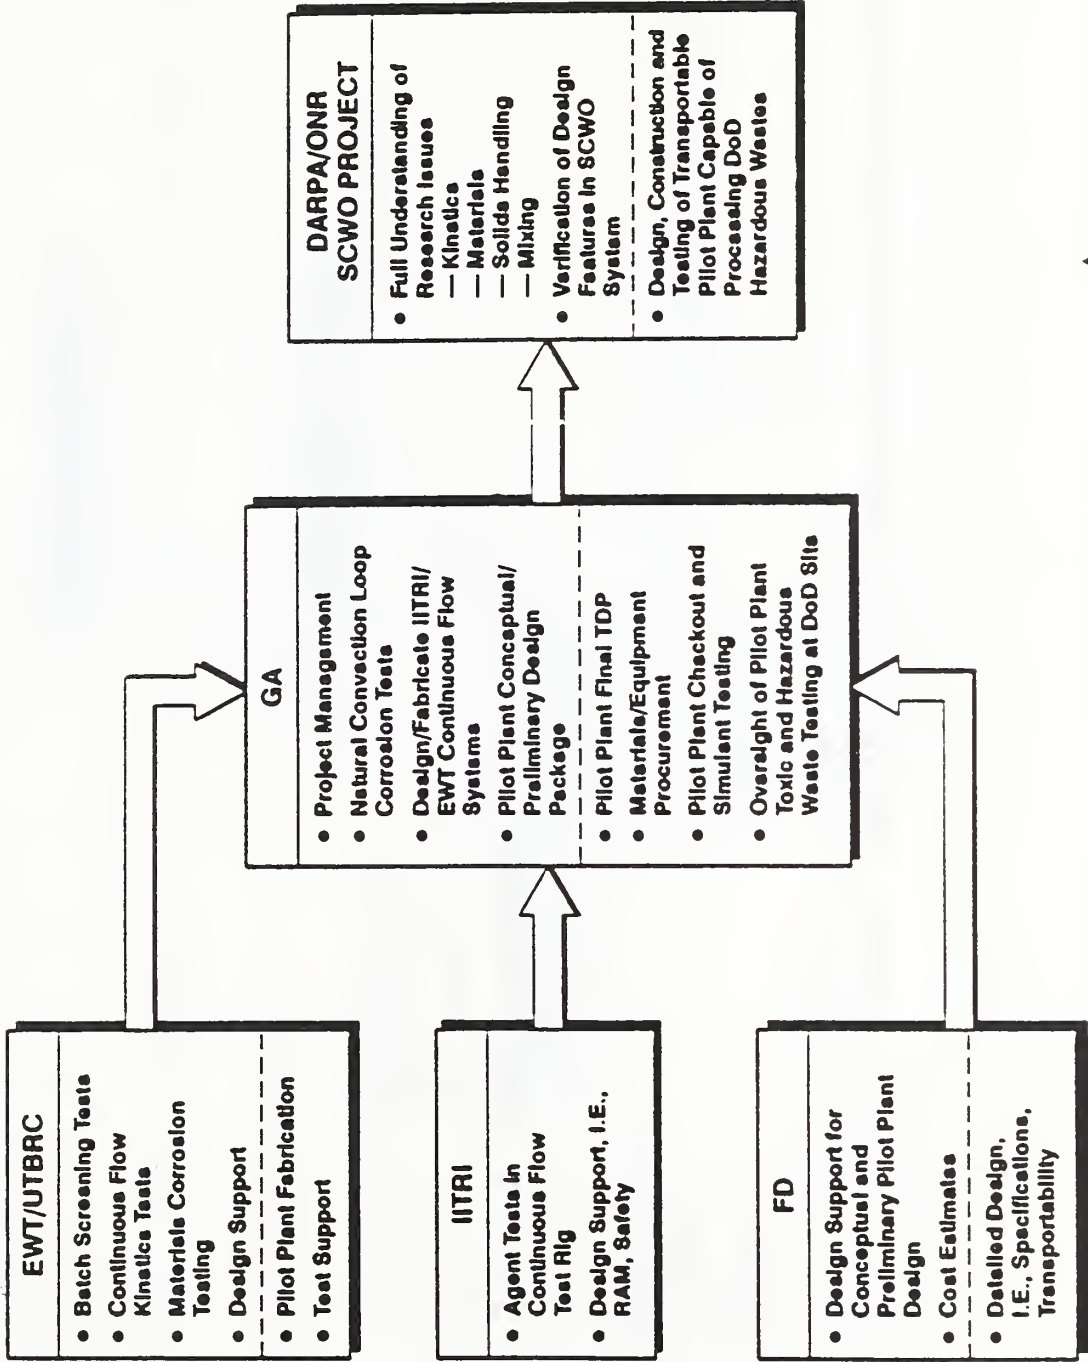 EWT/UTBRC
• Batch Screening Tests
• Continuous Flow
Kinetics Tests
• Materials Corrosion
Testing
• Design Support
• Pilot Plant Fabrication
• Test Support
IITRI
• Agent Tests in
Continuous Flow
Test Rig
• Design Support, I.E.,
RAM, Safety
FD
• Design Support for
Conceptual and
Preliminary Pilot Plant
Design
• Cost Estimates
• Detailed Design,
I.E., Specifications,
Transportability
GA
• Project Management
• Natural Convection Loop
Corrosion Tests
• Design/Fabricate IITRI/
EWT Continuous Flow
Systems
• Pilot Plant Conceptual/
Preliminary Design
Package
• Pilot Plant Final TDP
• Materials/Equipment
Procurement
• Pilot Plant Checkout and
Simulant Testing
• Oversight of Pilot Plant
Toxic and Hazardous
Waste Testing at DoD Site
DARPA/ONR
SCWO PROJECT
• Full Understanding of
Research Issues
— Kinetics
— Materials
— Solids Handling
— Mixing
• Verification of Design
Features in SCWO
System
• Design, Construction and
Testing of Transportable
Pilot Plant Capable of
Processing DoD
Hazardous Wastes